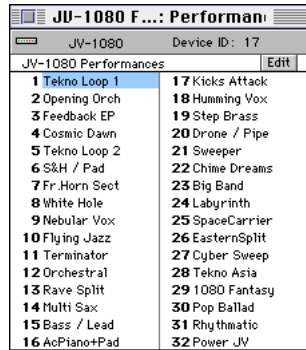 JV-1080 F...: Performan
JV-1080 Device ID: 17
JV-1080 Performances Edit
1 Tekno Loop 1
2 Opening Orch
3 Feedback EP
4 Cosmic Dawn
5 Tekno Loop 2
6 S&H / Pad
7 Fr.Horn Sect
8 White Hole
9 Nebular Vox
10 Flying Jazz
11 Terminator
12 Orchestral
13 Rave Split
14 Multi Sax
15 Bass / Lead
16 AcPiano+Pad
17 Kicks Attack
18 Humming Vox
19 Step Brass
20 Drone / Pipe
21 Sweeper
22 Chime Dreams
23 Big Band
24 Labyrinth
25 SpaceCarrier
26 EasternSplit
27 Cyber Sweep
28 Tekno Asia
29 1080 Fantasy
30 Pop Ballad
31 Rhythmatic
32 Power JV